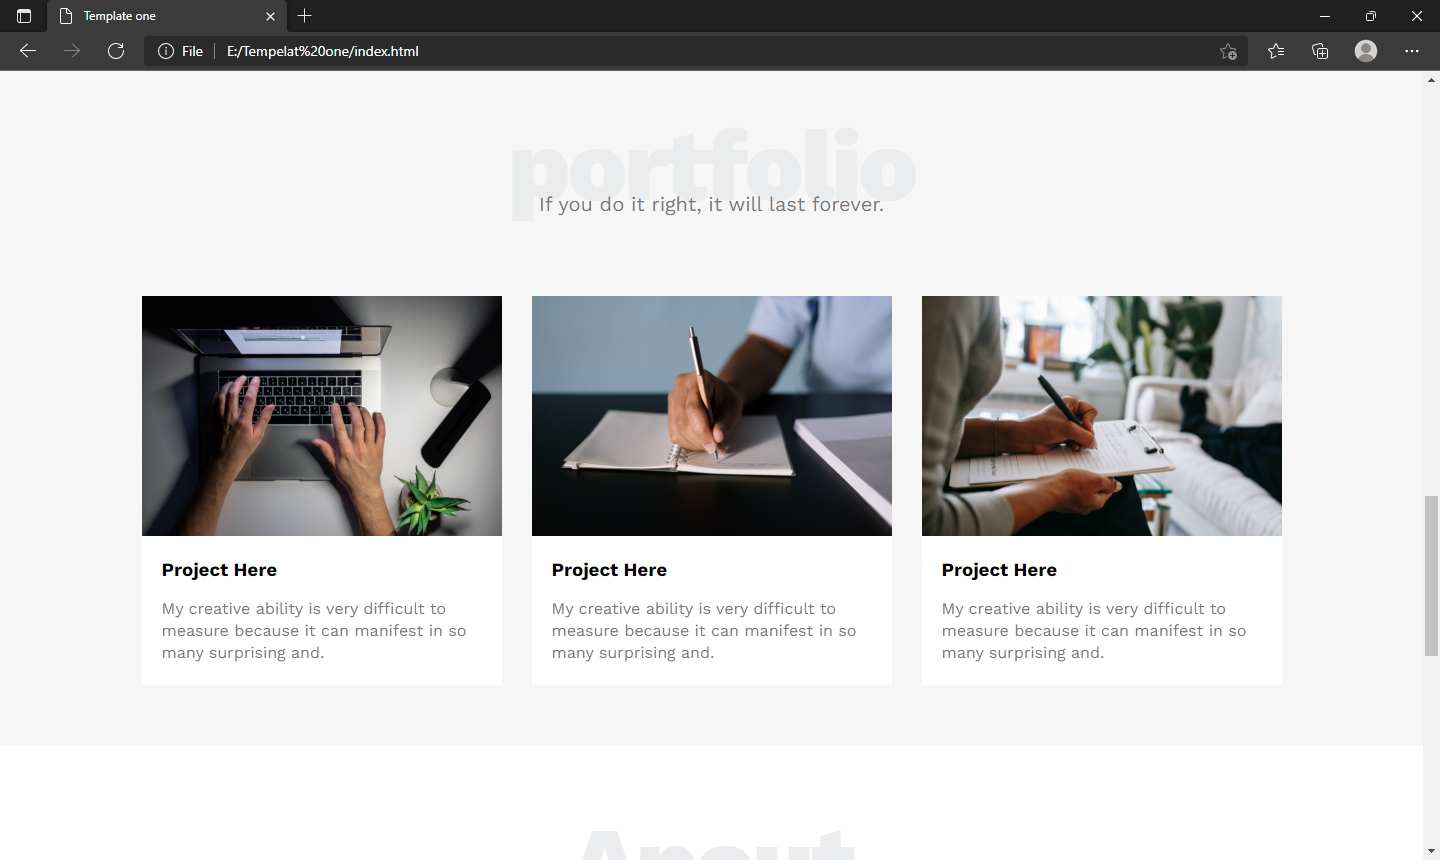 Template one
File E:/Tempelat%20one/index.html
portfolio
If you do it right, it will last forever.
Project Here
My creative ability is very difficult to
measure because it can manifest in so
many surprising and.
Project Here
My creative ability is very difficult to
measure because it can manifest in so
many surprising and.
Project Here
My creative ability is very difficult to
measure because it can manifest in so
many surprising and.